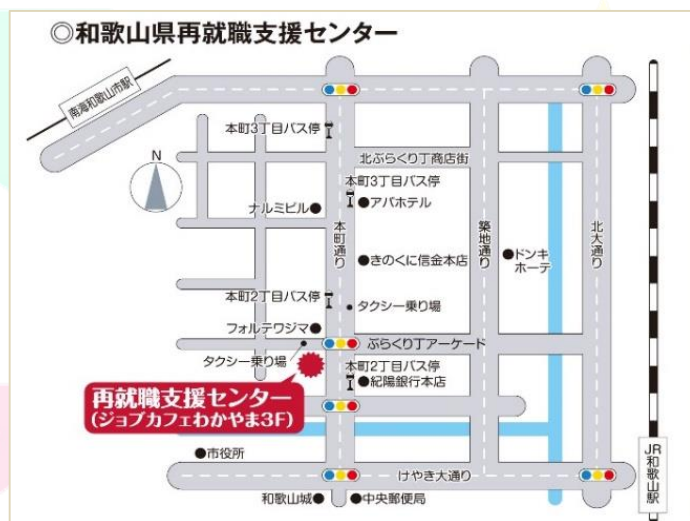 ◎和歌山県再就職支援センター
南海和歌山市駅
本町3丁目バス停
北ぶらくり丁商店街
N
本町3丁目バス停
ナルミビル
アパホテル
本町通り
築地通り
北大通り
きのくに信金本店
ドンキ
ホーテ
本町2丁目バス停
タクシー乗り場
フォルテワジマ
ぶらくり丁アーケード
タクシー乗り場
本町2丁目バス停
紀陽銀行本店
再就職支援センター
(ジョブカフェわかやま3F)
市役所
けやき大通り
JR和歌山駅
和歌山城
中央郵便局